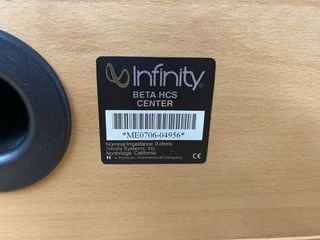 Infinity®
BETA HCS
CENTER
*ME0706-04956*
Nominal Impedance: 8 ohms
Infinity Systems, Inc.
Northridge, California
H A Harman International Company
CE